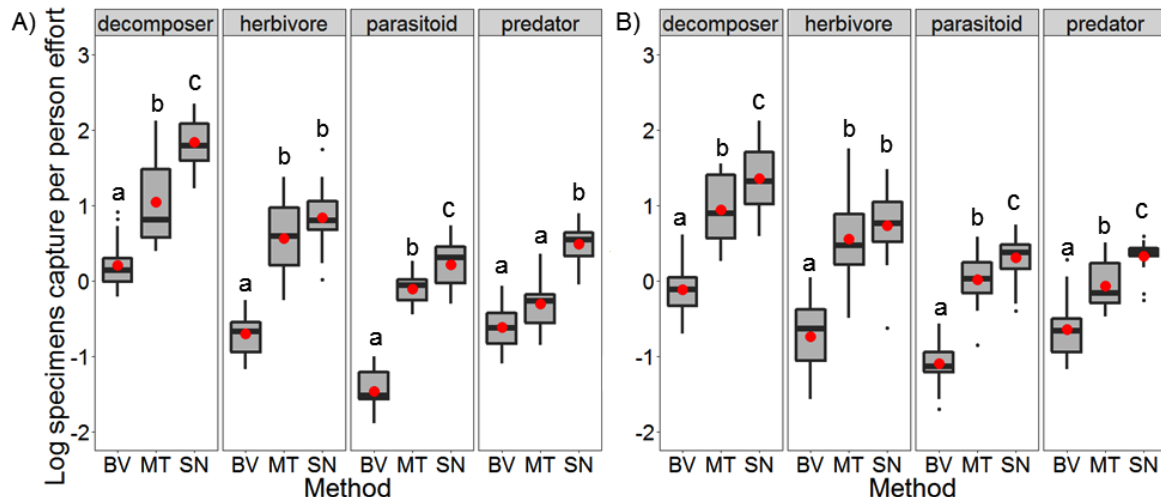 A) decomposer herbivore parasitoid predator B) decomposer herbivore parasitoid predator
Log specimens capture per person effort
3 3
2 2
1 1
0 0
-1 -1
-2 -2
a b c a b b a b c a a b a b c a b b a b c a b c
BV MT SN BV MT SN BV MT SN BV MT SN BV MT SN BV MT SN BV MT SN BV MT SN
Method Method